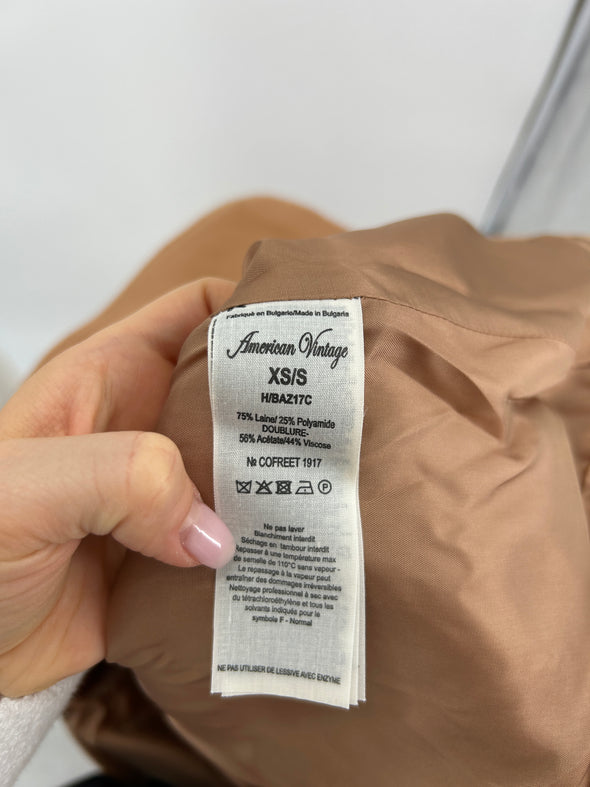 Fabriqué en Bulgarie/Made in Bulgaria
American Vintage
XS/S
H/BAZ17C
75% Laine/ 25% Polyamide
DOUBLURE-
56% Acétate/44% Viscose
№ COFREET 1917
P
Ne pas laver
Blanchiment interdit
Séchage en tambour interdit
Repasser à une température max
de semelle de 110°C sans vapeur -
Le repassage à la vapeur peut
entraîner des dommages irréversibles
Nettoyage professionnel à sec avec
du tétrachloroéthylène et tous les
solvants indiqués pour le
symbole F - Normal
NE PAS UTILISER DE LESSIVE AVEC ENZYME